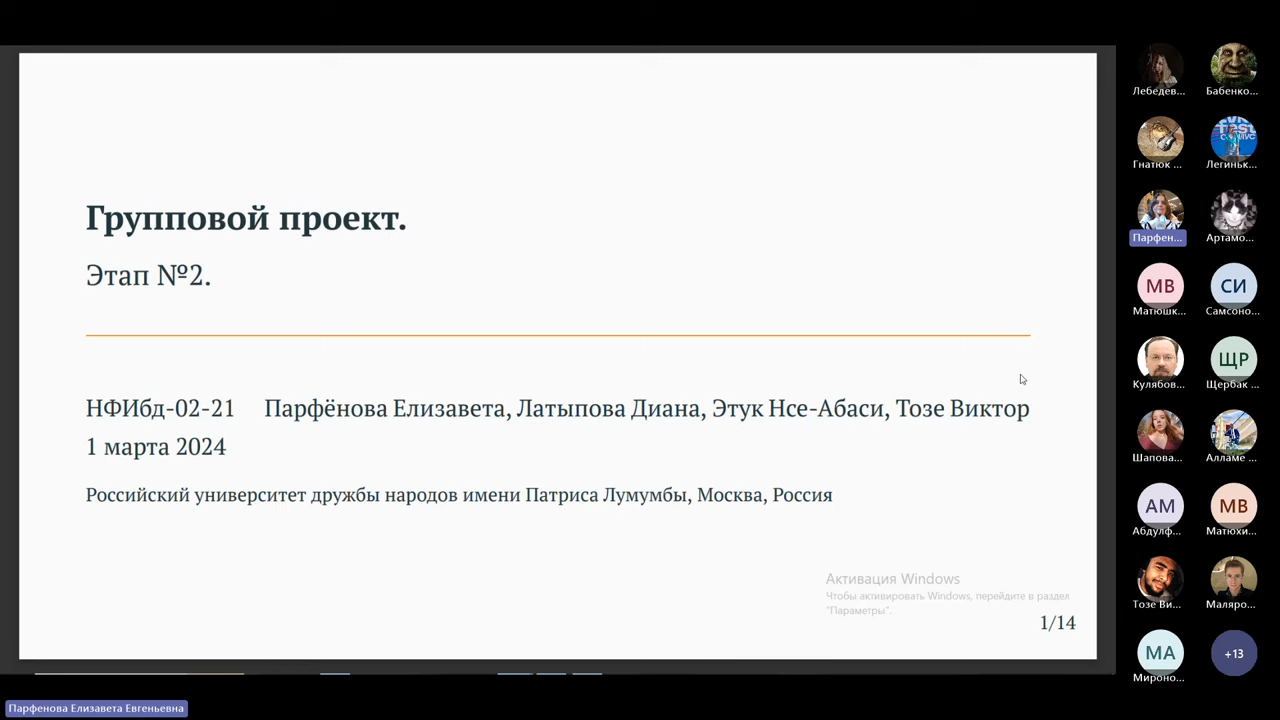 Групповой проект.
Этап №2.
НФИбд-02-21 Парфёнова Елизавета, Латыпова Диана, Этук Нсе-Абаси, Тозе Виктор
1 марта 2024
Российский университет дружбы народов имени Патриса Лумумбы, Москва, Россия
Активация Windows
Чтобы активировать Windows, перейдите в раздел
"Параметры".
1/14
Парфенова Елизавета Евгеньевна
Лебедев... Бабенко...
Гнатюк ... Легиньк...
Парфен... Артамо...
МВ СИ
Матюшк... Самсоно...
ЩР
Кулябов... Щербак ...
Шапова... Алламе ...
АМ МВ
Абдулф... Матюхи...
Тозе Ви... Маляро...
МА +13
Мироно...